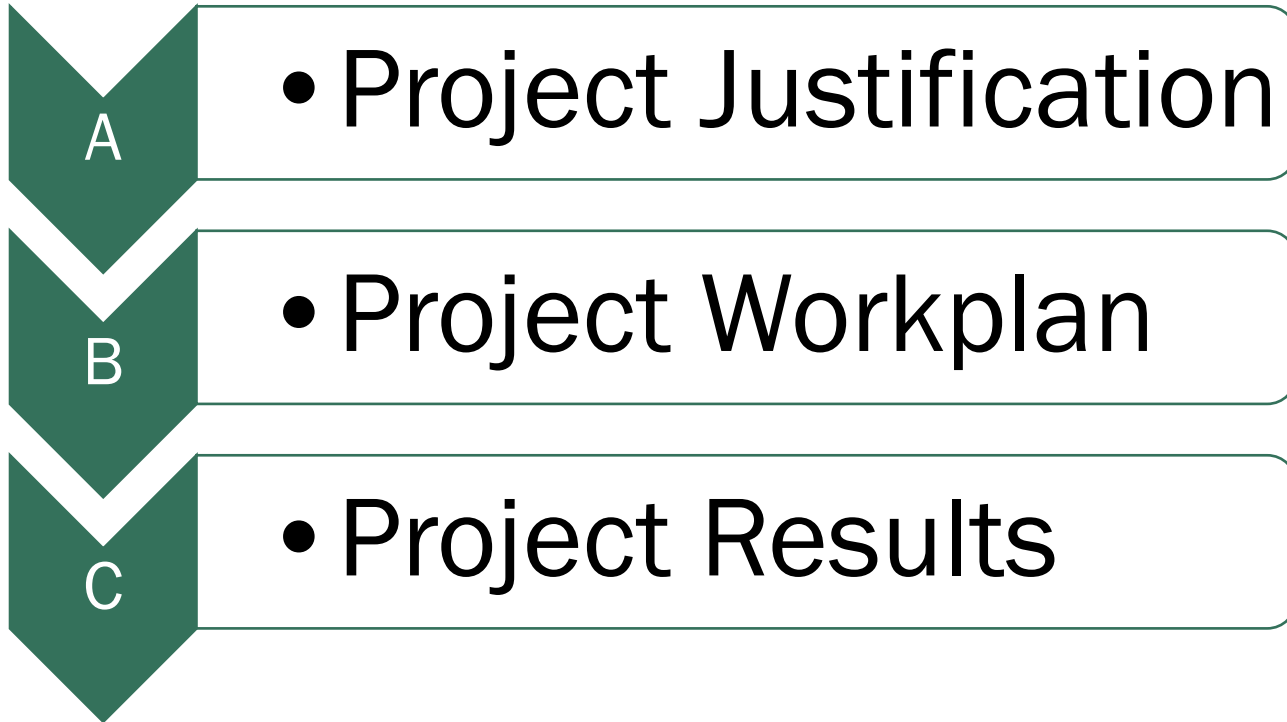 A
• Project Justification
B
• Project Workplan
C
• Project Results